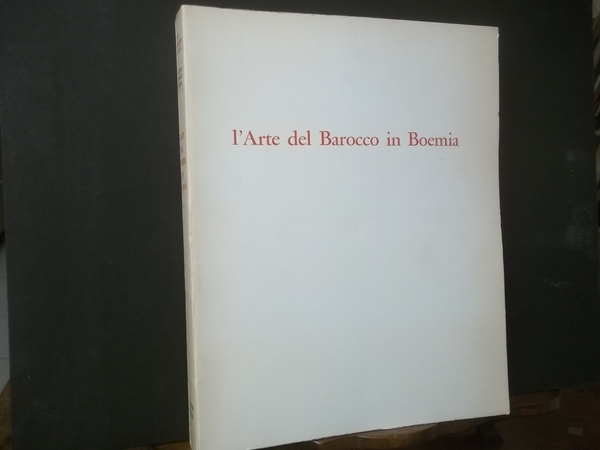 l'Arte del Barocco in Boemia